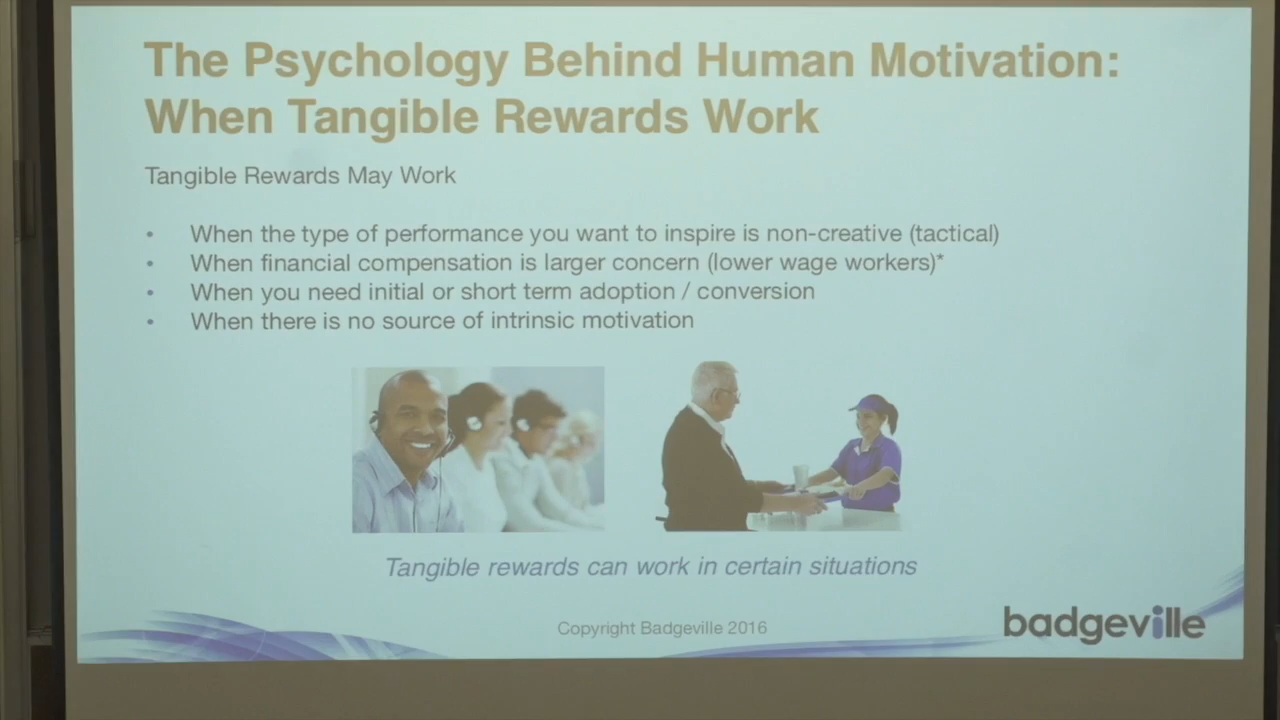 The Psychology Behind Human Motivation:
When Tangible Rewards Work
Tangible Rewards May Work
• When the type of performance you want to inspire is non-creative (tactical)
• When financial compensation is larger concern (lower wage workers)*
• When you need initial or short term adoption / conversion
• When there is no source of intrinsic motivation
Tangible rewards can work in certain situations
Copyright Badgeville 2016
badgeville